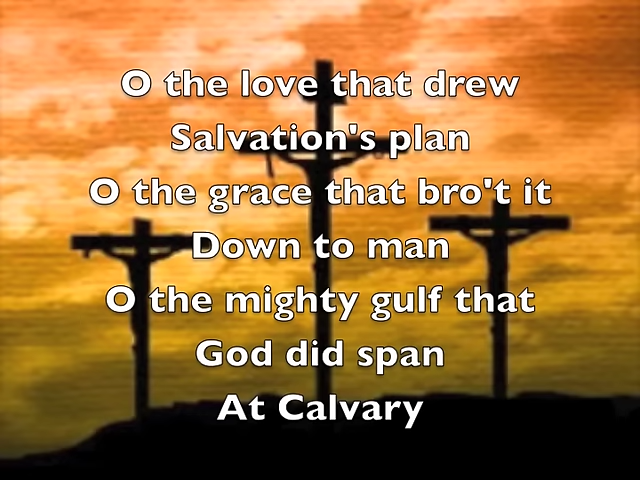 O the love that drew
Salvation's plan
O the grace that bro't it
Down to man
O the mighty gulf that
God did span
At Calvary